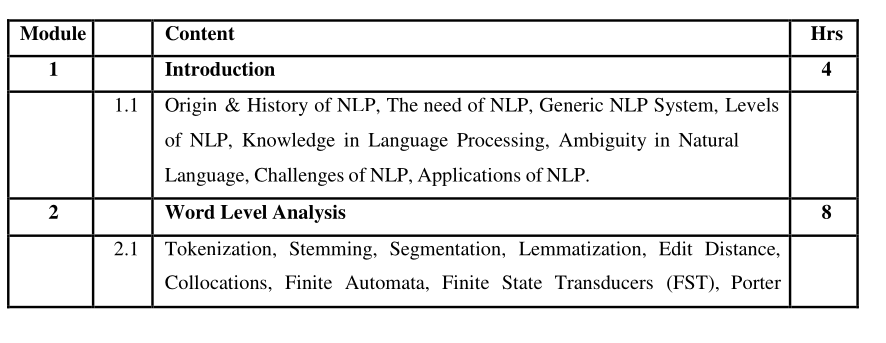 Module Content Hrs
1 Introduction 4
1.1 Origin & History of NLP, The need of NLP, Generic NLP System, Levels
of NLP, Knowledge in Language Processing, Ambiguity in Natural
Language, Challenges of NLP, Applications of NLP.
2 Word Level Analysis 8
2.1 Tokenization, Stemming, Segmentation, Lemmatization, Edit Distance,
Collocations, Finite Automata, Finite State Transducers (FST), Porter